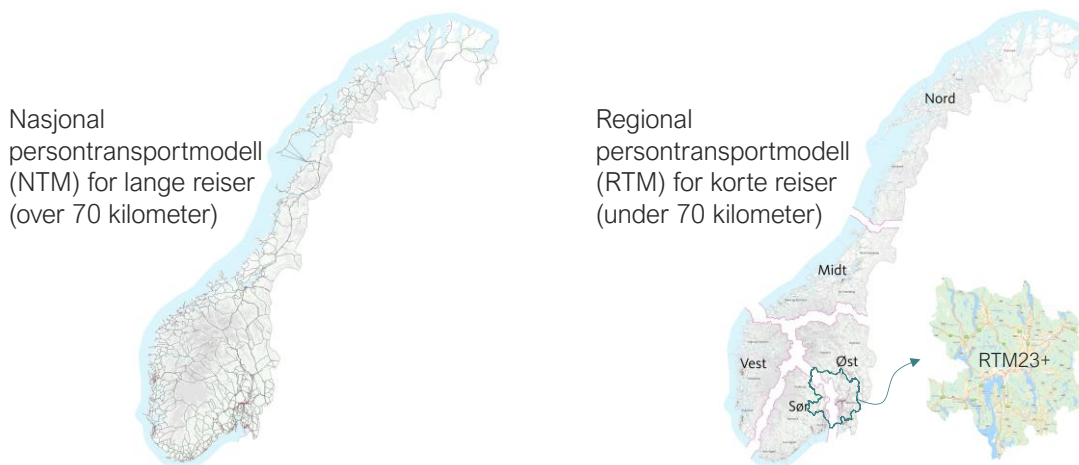 Nasjonal
persontransportmodell
(NTM) for lange reiser
(over 70 kilometer)
Regional
persontransportmodell
(RTM) for korte reiser
(under 70 kilometer)
Nord
Midt
Vest
Øst
Sør
RTM23+